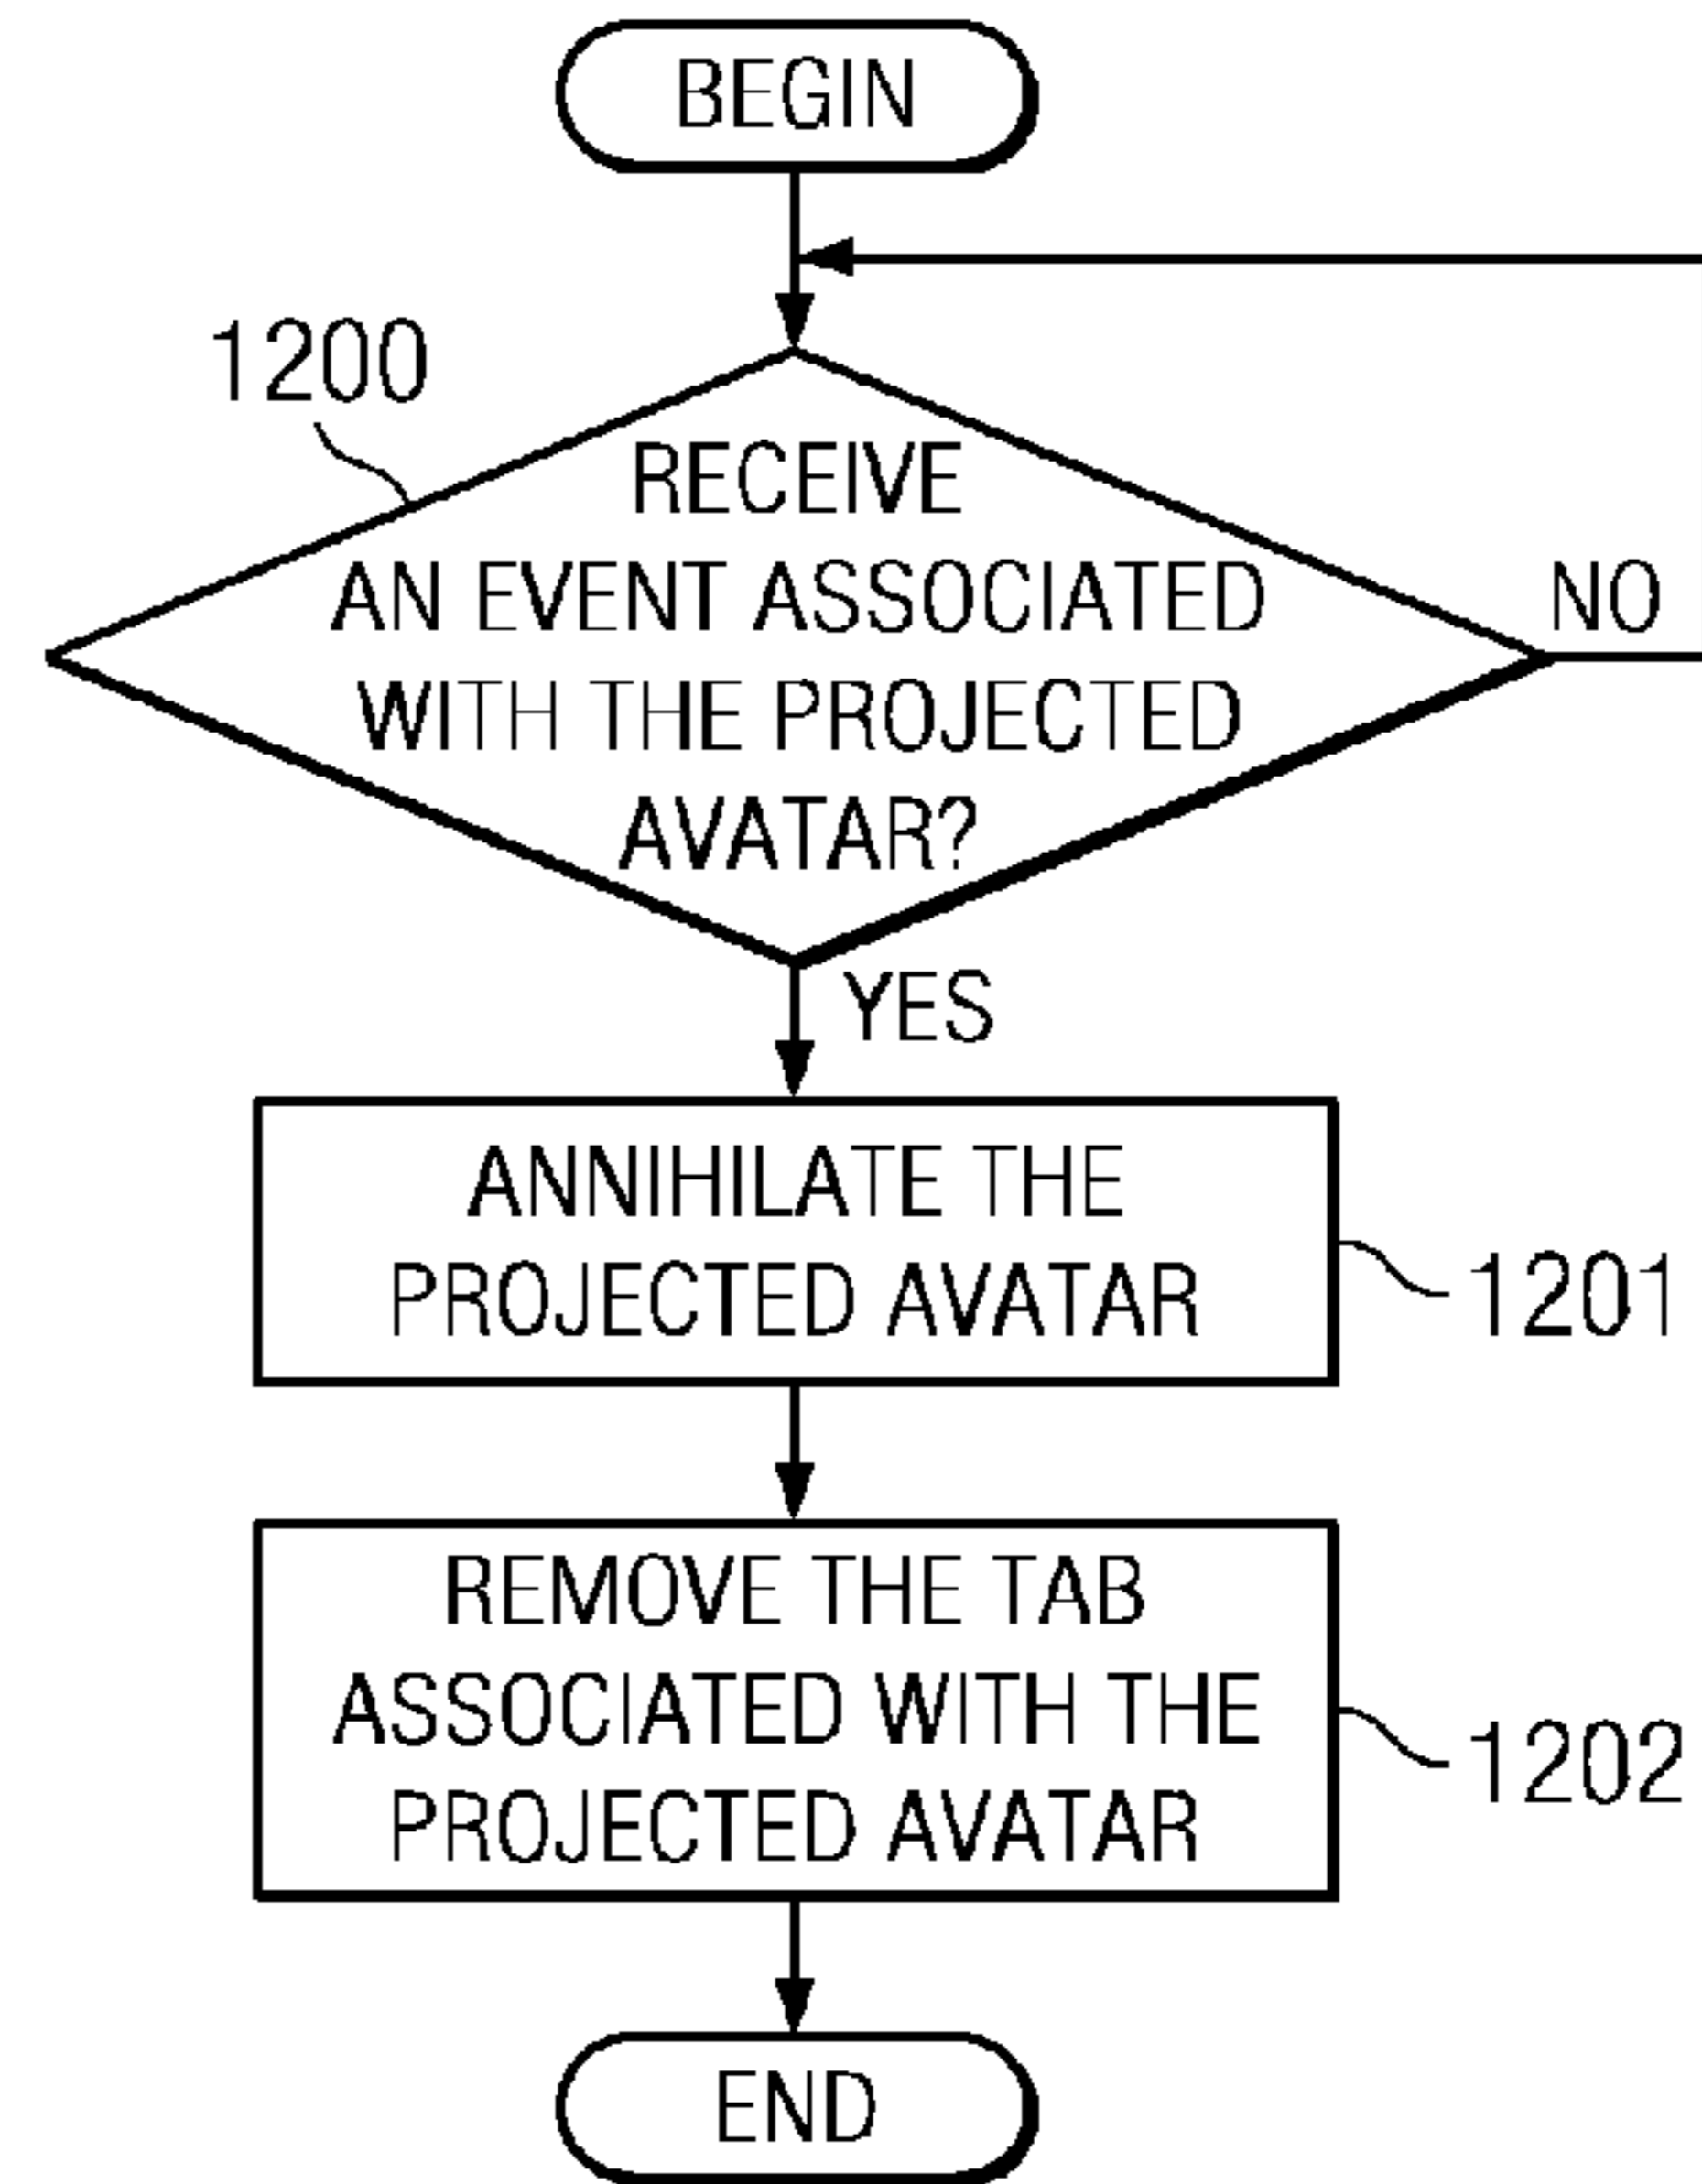 BEGIN
1200
RECEIVE
AN EVENT ASSOCIATED
WITH THE PROJECTED
AVATAR?
NO
YES
ANNIHILATE THE
PROJECTED AVATAR
1201
REMOVE THE TAB
ASSOCIATED WITH THE
PROJECTED AVATAR
1202
END